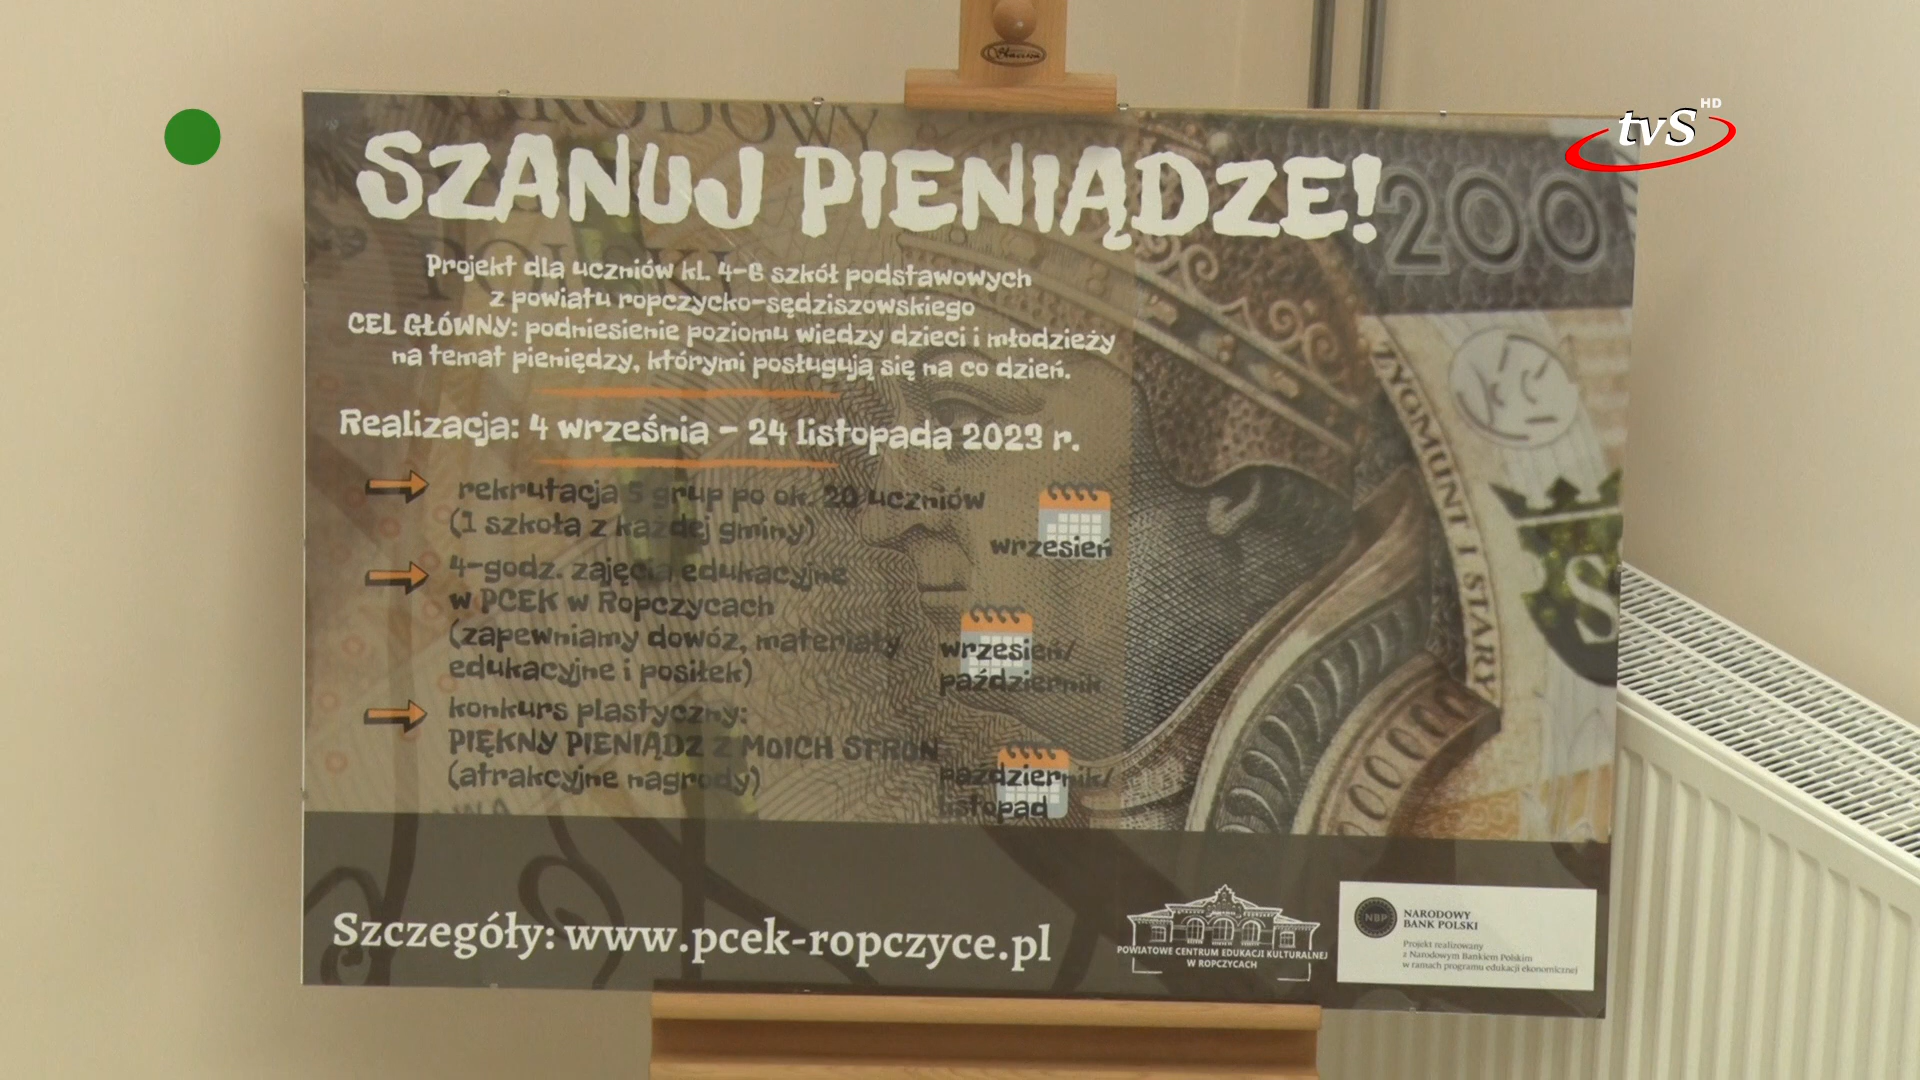 tvS HD
NARODOWY
POLSKI
200
SZANUJ PIENIĄDZE!
Projekt dla uczniów kl. 4-6 szkół podstawowych
z powiatu ropczycko-sędziszowskiego
CEL GŁÓWNY: podniesienie poziomu wiedzy dzieci i młodzieży
na temat pieniędzy, którymi posługują się na co dzień.
Realizacja: 4 września - 24 listopada 2023 r.
rekrutacja 5 grup po ok. 20 uczniów
(1 szkoła z każdej gminy)
wrzesień
4-godz. zajęcia edukacyjne
w PCEK w Ropczycach
(zapewniamy dowóz, materiały
edukacyjne i posiłek)
wrzesień/
październik
konkurs plastyczny:
PIĘKNY PIENIĄDZ Z MOICH STRON
(atrakcyjne nagrody)
październik/
listopad
ZYGMUNT I STARY
S
Szczegóły: www.pcek-ropczyce.pl
POWIATOWE CENTRUM EDUKACJI KULTURALNEJ
W ROPCZYCACH
NBP
NARODOWY
BANK POLSKI
Projekt realizowany
z Narodowym Bankiem Polskim
w ramach programu edukacji ekonomicznej